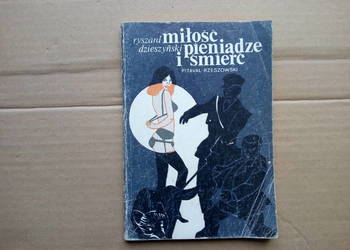 ryszard miłość
dzieszyński pieniądze
i śmierć
PITAVAL RZESZOWSKI